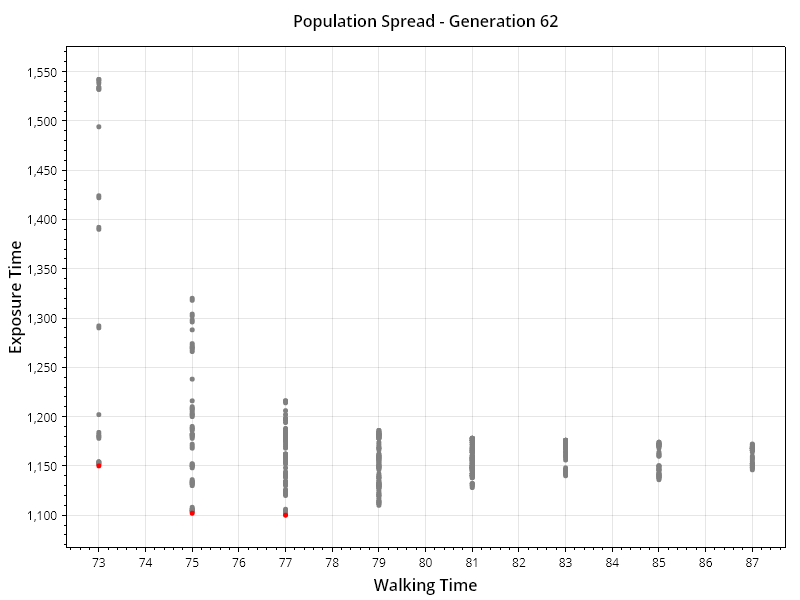 Population Spread - Generation 62
1,550
1,500
1,450
1,400
1,350
1,300
1,250
1,200
1,150
1,100
Exposure Time
73 74 75 76 77 78 79 80 81 82 83 84 85 86 87
Walking Time